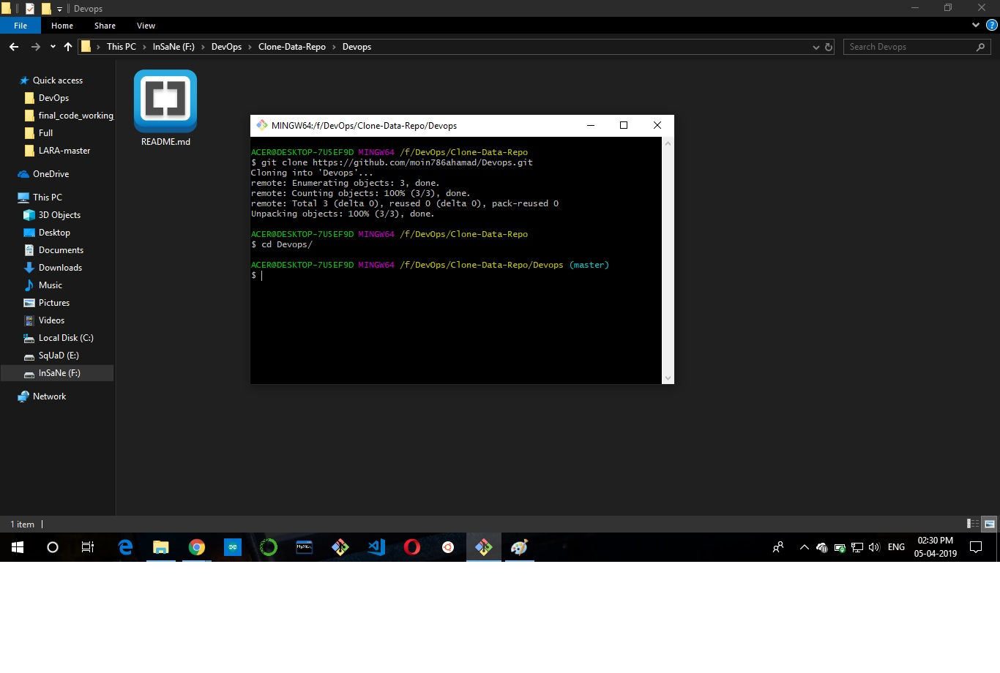 Devops
File Home Share View
This PC InSaNe (F:) DevOps Clone-Data-Repo Devops
Search Devops
Quick access
DevOps
final_code_working_
Full
LARA-master
OneDrive
This PC
3D Objects
Desktop
Documents
Downloads
Music
Pictures
Videos
Local Disk (C:)
SqUaD (E:)
InSaNe (F:)
Network
README.md
MINGW64:/f/DevOps/Clone-Data-Repo/Devops
ACER@DESKTOP-7U5EF9D MINGW64 /f/DevOps/Clone-Data-Repo
$ git clone https://github.com/moin786ahamad/Devops.git
Cloning into 'Devops'...
remote: Enumerating objects: 3, done.
remote: Counting objects: 100% (3/3), done.
remote: Total 3 (delta 0), reused 0 (delta 0), pack-reused 0
Unpacking objects: 100% (3/3), done.
ACER@DESKTOP-7U5EF9D MINGW64 /f/DevOps/Clone-Data-Repo
$ cd Devops/
ACER@DESKTOP-7U5EF9D MINGW64 /f/DevOps/Clone-Data-Repo/Devops (master)
$
1 item
MySQL
ENG
02:30 PM
05-04-2019